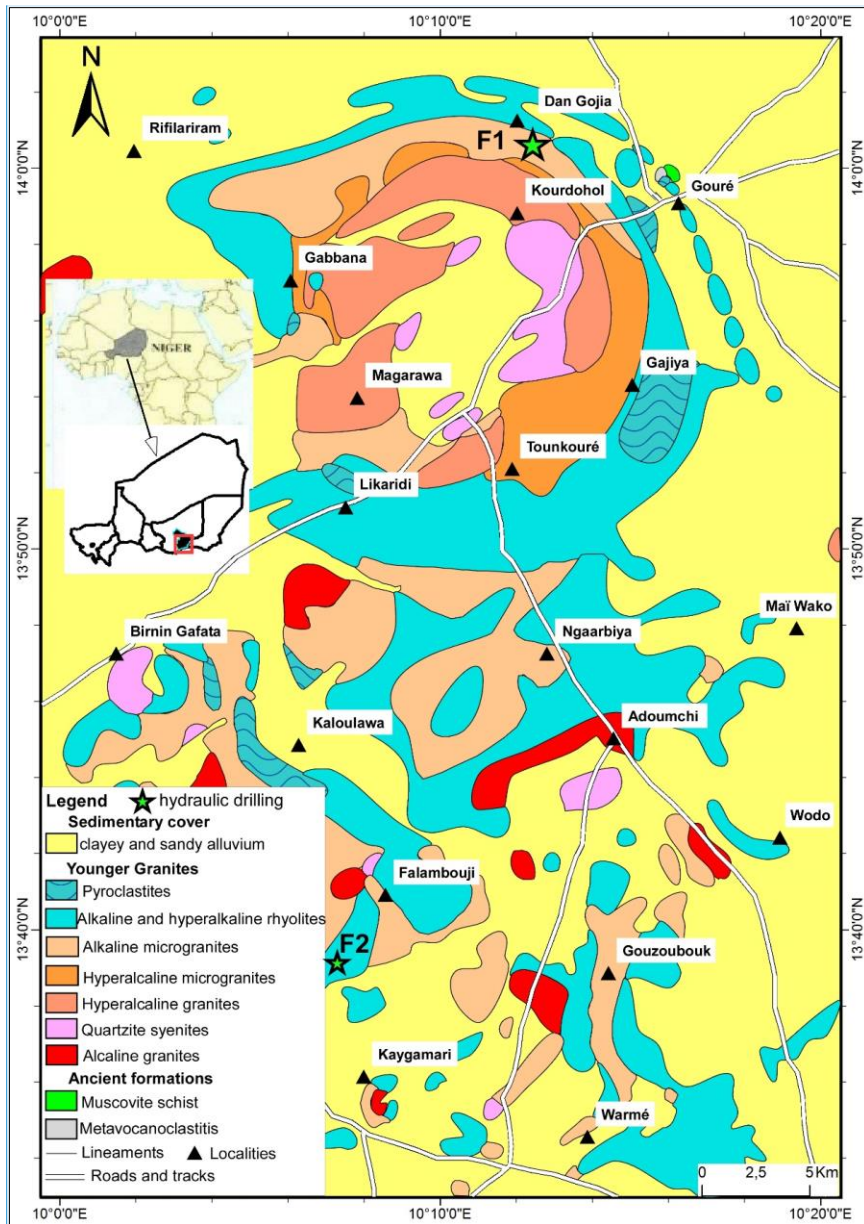 10°0'0"E
10°10'0"E
10°20'0"E
N
Rifilariram
Dan Gojia
F1
Kourdohol
Gouré
14°0'0"N
14°0'0"N
Gabbana
NIGER
Magarawa
Gajiya
Tounkouré
Likaridi
13°50'0"N
13°50'0"N
Maï Wako
Birnin Gafata
Ngaarbiya
Kaloulawa
Adoumchi
Wodo
Falambouji
13°40'0"N
13°40'0"N
F2
Gouzoubouk
Kaygamari
Warmé
Legend
hydraulic drilling
Sedimentary cover
clayey and sandy alluvium
Younger Granites
Pyroclastites
Alkaline and hyperalkaline rhyolites
Alkaline microgranites
Hyperalcaline microgranites
Hyperalcaline granites
Quartzite syenites
Alcaline granites
Ancient formations
Muscovite schist
Metavocanoclastitis
Lineaments
Localities
Roads and tracks
0 2,5 5 Km
10°0'0"E
10°10'0"E
10°20'0"E